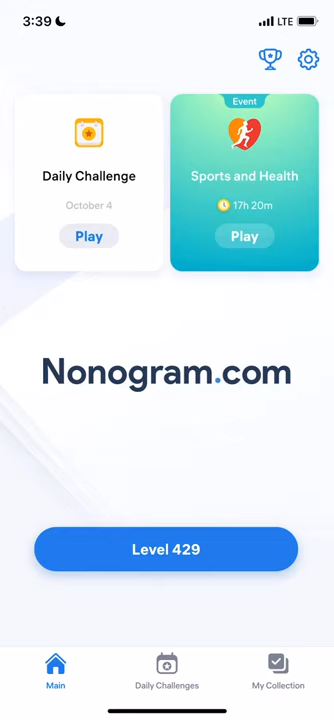 3:39
LTE
Event
Daily Challenge
October 4
Play
Sports and Health
17h 20m
Play
Nonogram.com
Level 429
Main
Daily Challenges
My Collection